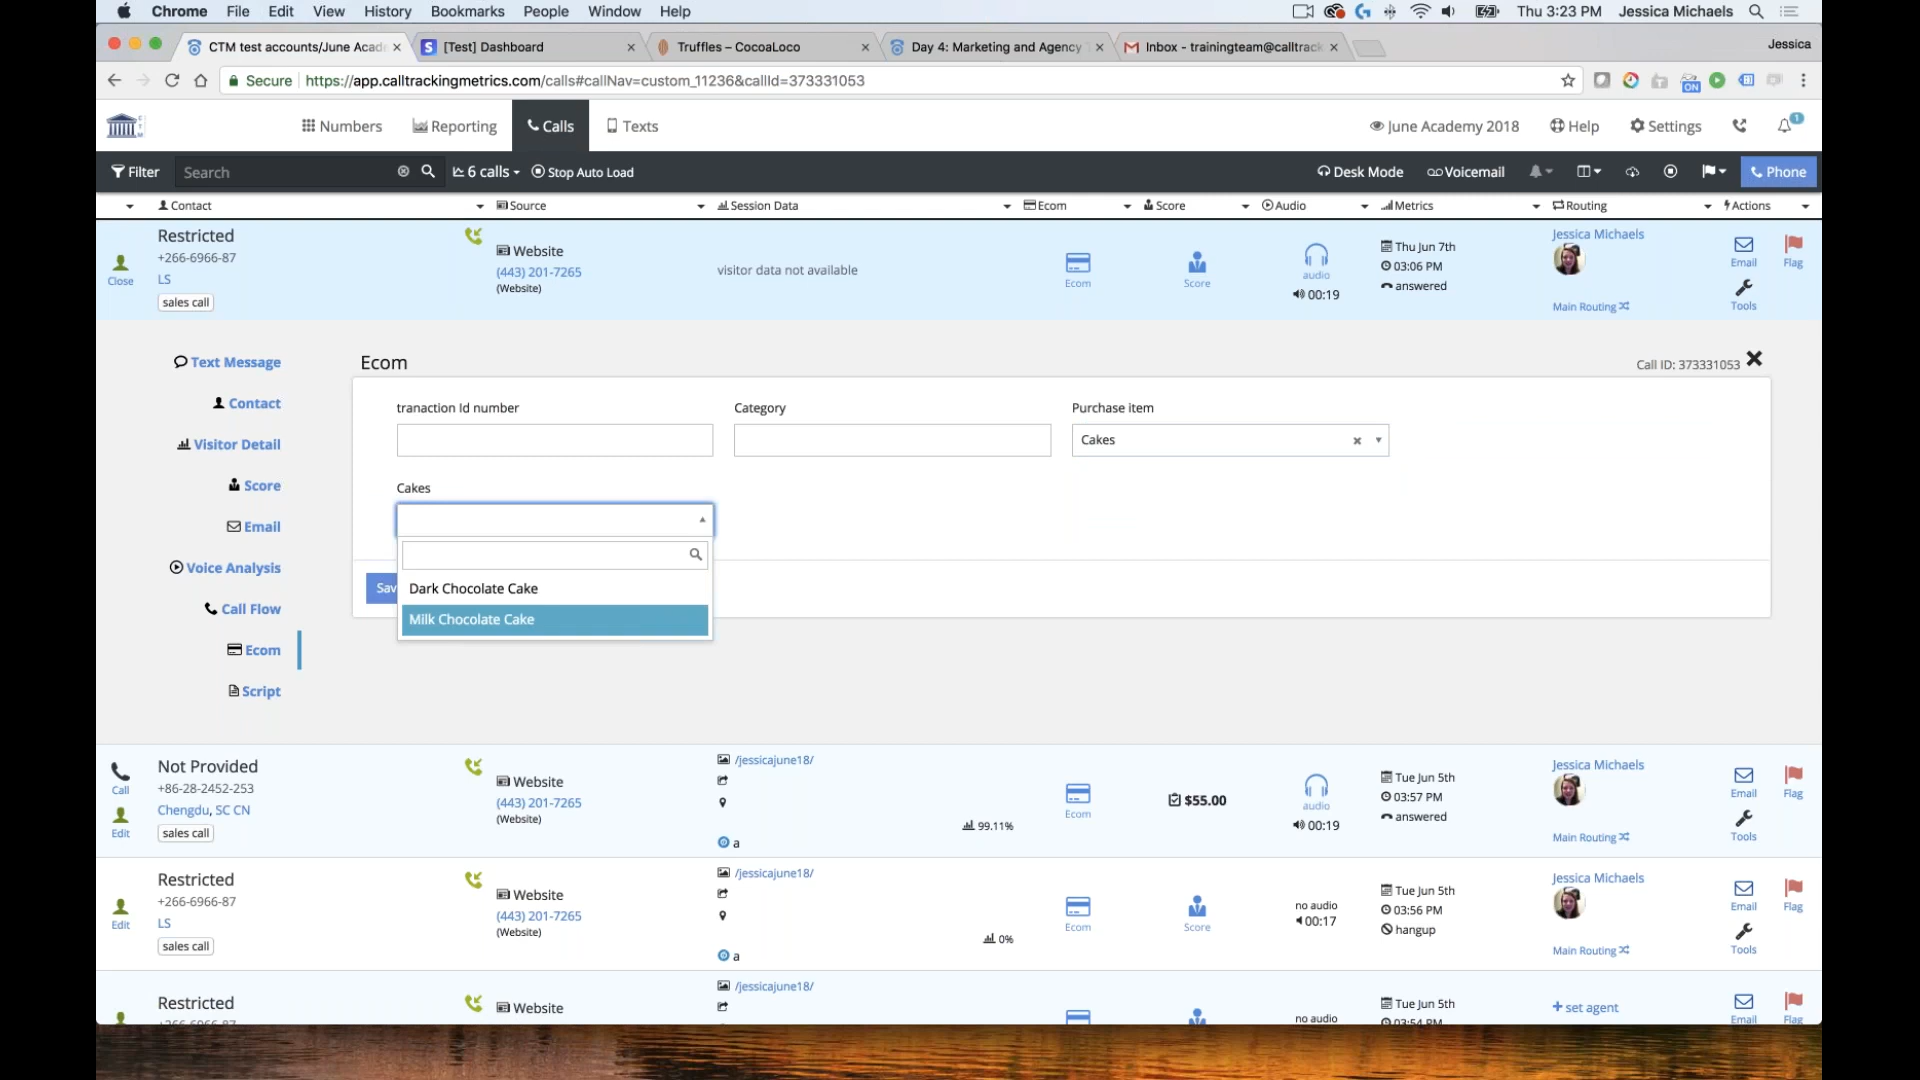 Chrome File Edit View History Bookmarks People Window Help Thu 3:23 PM Jessica Michaels
CTM test accounts/June Acade [Test] Dashboard Truffles – CocoaLoco Day 4: Marketing and Agency Inbox - trainingteam@calltrack Jessica
Secure https://app.calltrackingmetrics.com/calls#callNav=custom_11236&callId=373331053 ON
Numbers Reporting Calls Texts June Academy 2018 Help Settings 1
Filter Search 6 calls Stop Auto Load Desk Mode Voicemail Phone
Contact Source Session Data Ecom Score Audio Metrics Routing Actions
Restricted
+266-6966-87
LS
sales call
Close
Website
(443) 201-7265
(Website)
visitor data not available
Ecom
Score
audio
00:19
Thu Jun 7th
03:06 PM
answered
Jessica Michaels
Main Routing
Email
Tools
Flag
Text Message
Contact
Visitor Detail
Score
Email
Voice Analysis
Call Flow
Ecom
Script
Ecom
Call ID: 373331053
tranaction Id number Category Purchase item
Cakes
Cakes
Dark Chocolate Cake
Sav
Milk Chocolate Cake
Call
Edit
Not Provided
+86-28-2452-253
Chengdu, SC CN
sales call
Website
(443) 201-7265
(Website)
/jessicajune18/
99.11%
a
Ecom
$55.00
audio
00:19
Tue Jun 5th
03:57 PM
answered
Jessica Michaels
Main Routing
Email
Tools
Flag
Edit
Restricted
+266-6966-87
LS
sales call
Website
(443) 201-7265
(Website)
/jessicajune18/
0%
a
Ecom
Score
no audio
00:17
Tue Jun 5th
03:56 PM
hangup
Jessica Michaels
Main Routing
Email
Tools
Flag
Restricted
+266-6966-87
Website
/jessicajune18/
no audio
Tue Jun 5th
03:54 PM
set agent
Email
Flag